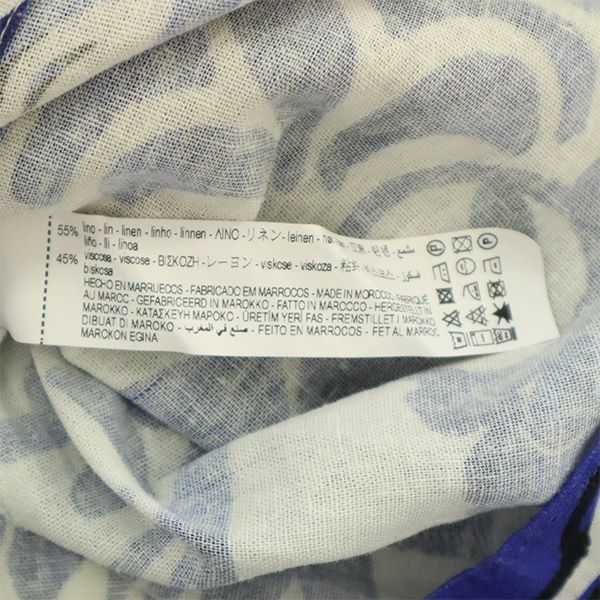 55% lino - lin - linen - linho - linnen - ΛΙΝΟ - リネン - leinen -
liño - lli - lihoa
45% viscosa - viscose - ΒΙΣΚΟΖΗ - レーヨン - viskose - viskoza -
biskosa
HECHO EN MARRUECOS - FABRICADO EM MARROCOS - MADE IN MOROCCO - FABRIQUÉ
AU MAROC - GEFABRICEERD IN MAROKKO - FATTO IN MAROCCO - HERGESTELLT IN
MAROKKO - ΚΑΤΑΣΚΕΥΗ ΜΑΡΟΚΟ - ÜRETİM YERİ FAS - FREMSTILLET I MAROKKO
DIBUAT DI MAROKO - صنع في المغرب - FEITO EN MARROCOS - FET AL MARROC
MAROKON EGINA